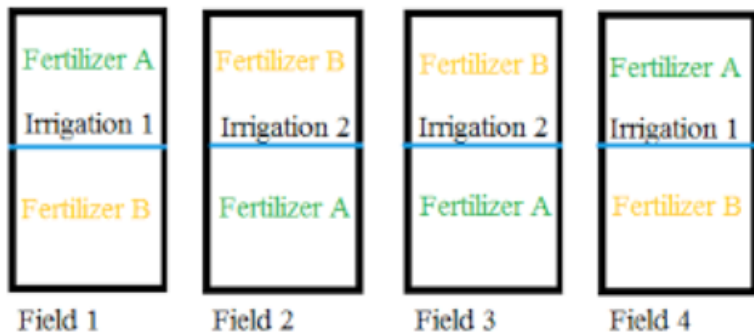 Fertilizer A
Irrigation 1
Fertilizer B
Field 1
Fertilizer B
Irrigation 2
Fertilizer A
Field 2
Fertilizer B
Irrigation 2
Fertilizer A
Field 3
Fertilizer A
Irrigation 1
Fertilizer B
Field 4